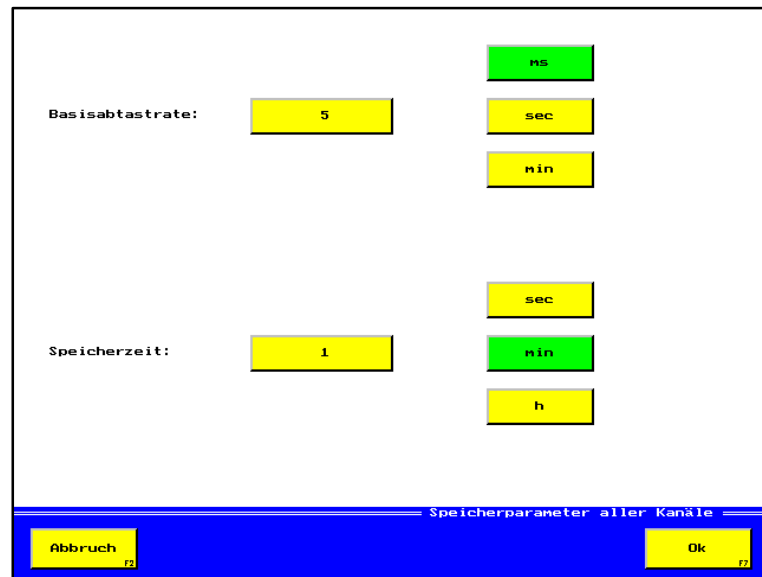 ms
Basisabtastrate: 5 sec
min
sec
Speicherzeit: 1 min
h
Speicherparameter aller Kanäle
Abbruch F2 Ok F7